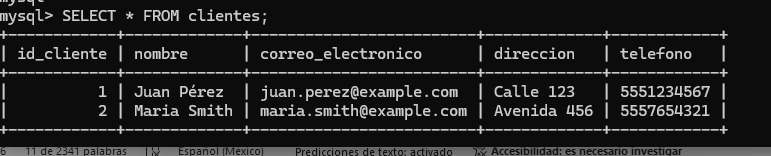 mysql> SELECT * FROM clientes;
+------------+-------------+-------------------------+-------------+------------+
| id_cliente | nombre | correo_electronico | direccion | telefono |
+------------+-------------+-------------------------+-------------+------------+
| 1 | Juan Pérez | juan.perez@example.com | Calle 123 | 5551234567 |
| 2 | Maria Smith | maria.smith@example.com | Avenida 456 | 5557654321 |
+------------+-------------+-------------------------+-------------+------------+
6 11 de 2341 palabras Español (México) Predicciones de texto: activado Accesibilidad: es necesario investigar